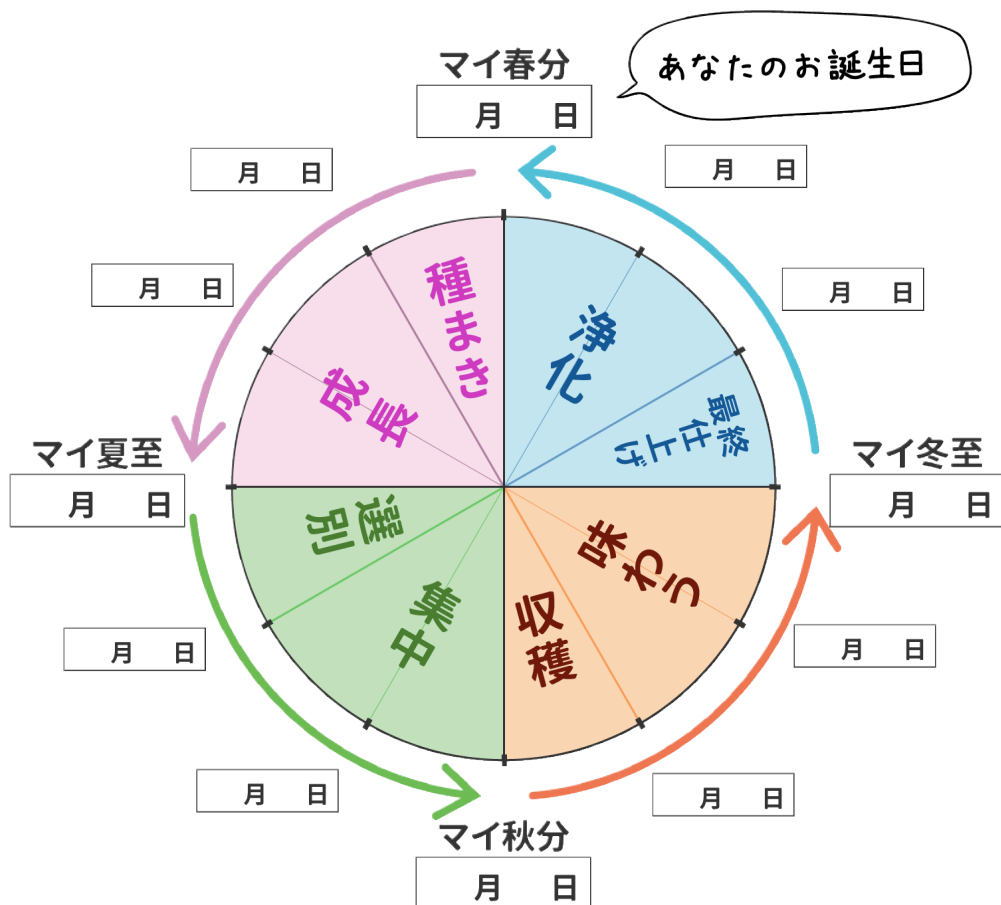 あなたのお誕生日
マイ春分
月 日
月 日
月 日
月 日
月 日
種まき
浄化
成長
最終
仕上げ
マイ夏至
月 日
マイ冬至
月 日
選別
味わう
集中
収穫
月 日
月 日
月 日
月 日
マイ秋分
月 日